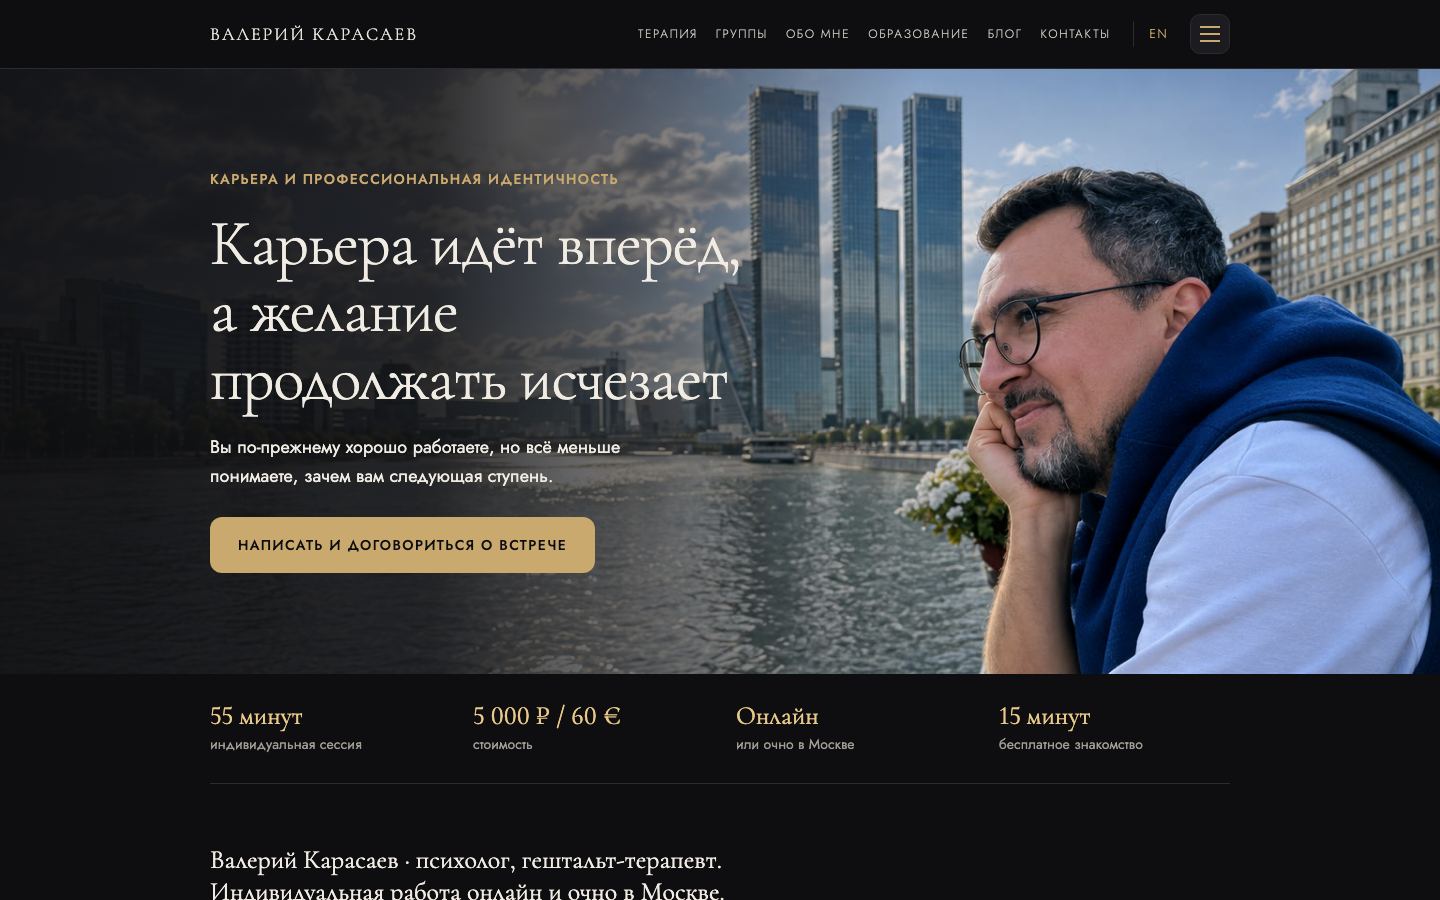 ВАЛЕРИЙ КАРАСАЕВ
ТЕРАПИЯ ГРУППЫ ОБО МНЕ ОБРАЗОВАНИЕ БЛОГ КОНТАКТЫ EN
КАРЬЕРА И ПРОФЕССИОНАЛЬНАЯ ИДЕНТИЧНОСТЬ
Карьера идёт вперёд,
а желание
продолжать исчезает
Вы по-прежнему хорошо работаете, но всё меньше
понимаете, зачем вам следующая ступень.
НАПИСАТЬ И ДОГОВОРИТЬСЯ О ВСТРЕЧЕ
55 минут
индивидуальная сессия
5 000 ₽ / 60 €
стоимость
Онлайн
или очно в Москве
15 минут
бесплатное знакомство
Валерий Карасаев · психолог, гештальт-терапевт.
Индивидуальная работа онлайн и очно в Москве.